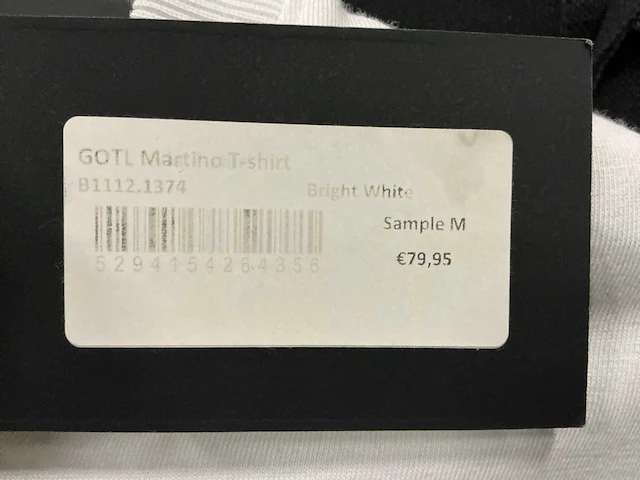 GOTL Martino T-shirt
B1112.1374 Bright White
Sample M
5294154264356
€79,95